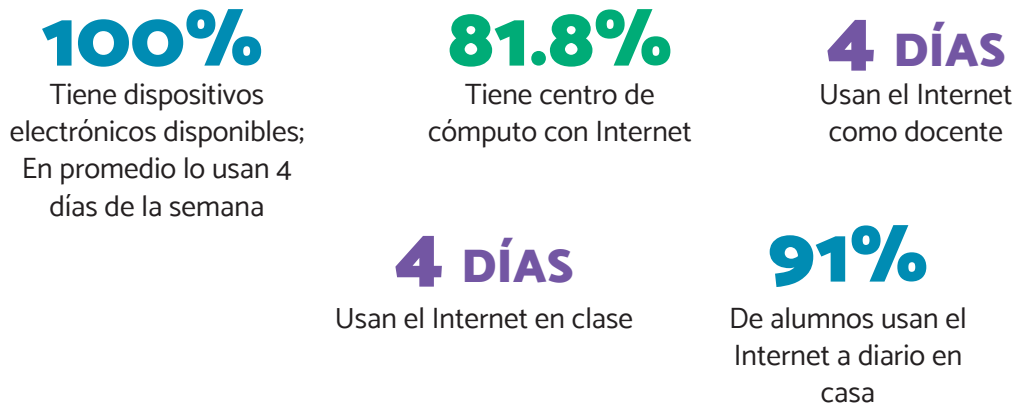 100%
Tiene dispositivos
electrónicos disponibles;
En promedio lo usan 4
días de la semana
81.8%
Tiene centro de
cómputo con Internet
4 DÍAS
Usan el Internet
como docente
4 DÍAS
Usan el Internet en clase
91%
De alumnos usan el
Internet a diario en
casa